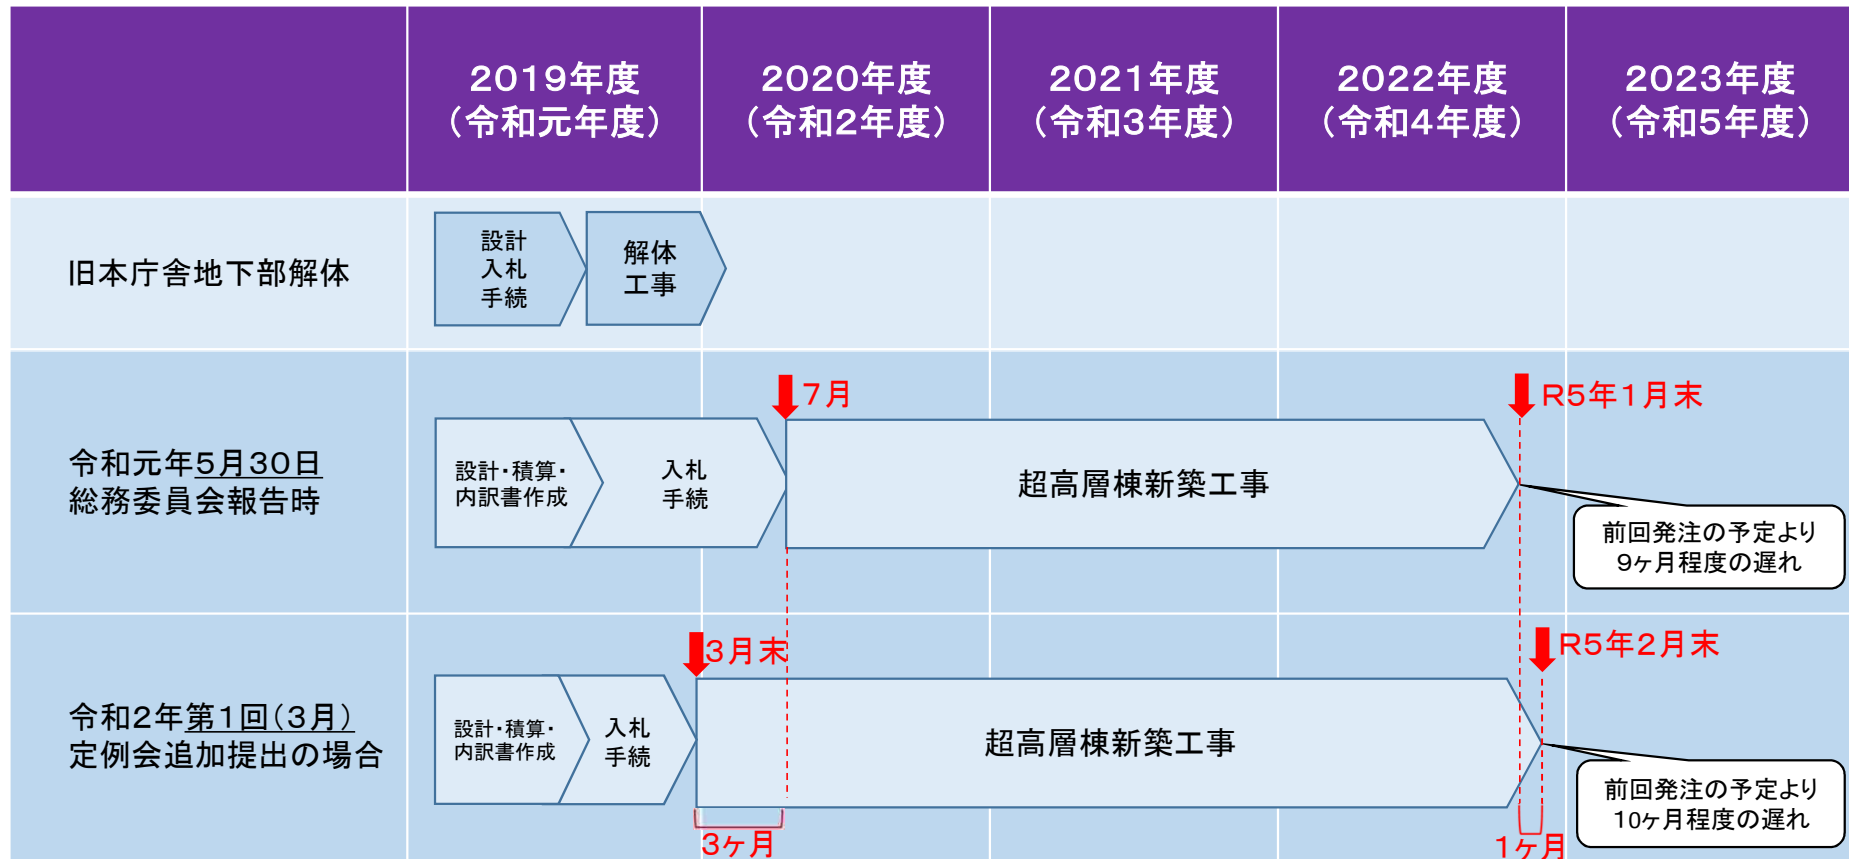 2019年度
（令和元年度）
2020年度
（令和2年度）
2021年度
（令和3年度）
2022年度
（令和4年度）
2023年度
（令和5年度）
旧本庁舎地下部解体
設計
入札
手続
解体
工事
令和元年5月30日
総務委員会報告時
設計・積算・
内訳書作成
入札
手続
7月
超高層棟新築工事
R5年1月末
前回発注の予定より
9ヶ月程度の遅れ
令和2年第1回（3月）
定例会追加提出の場合
設計・積算・
内訳書作成
入札
手続
3月末
超高層棟新築工事
R5年2月末
前回発注の予定より
10ヶ月程度の遅れ
3ヶ月
1ヶ月